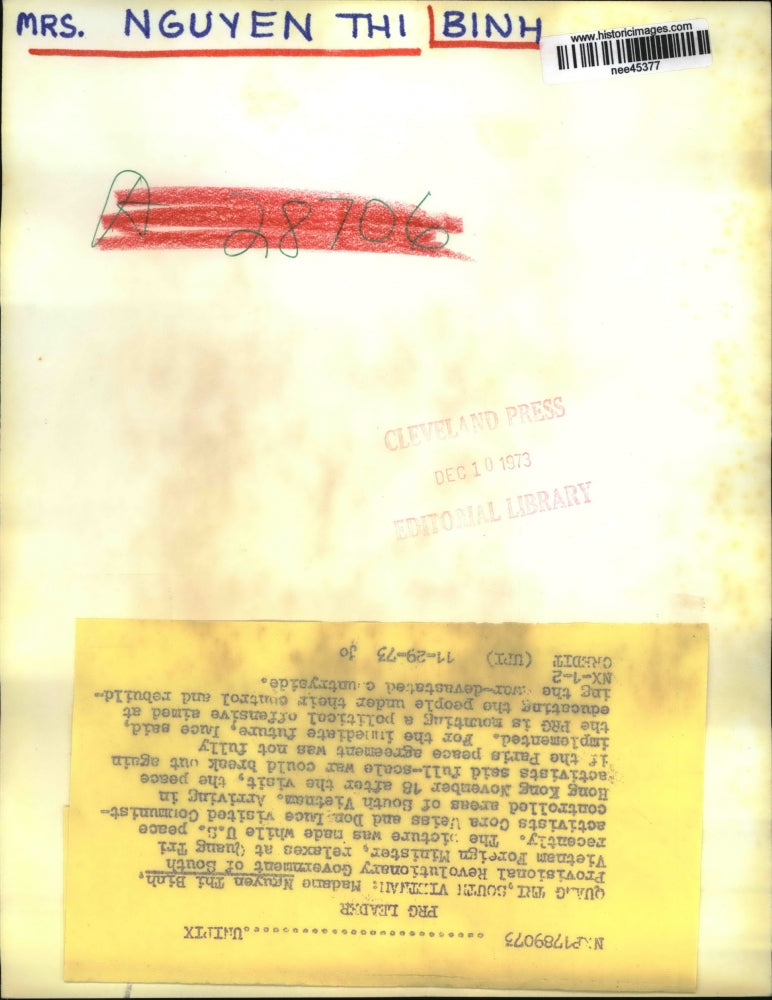 MRS. NGUYEN THI BINH
www.historicimages.com
nee45377
A 28706
CLEVELAND PRESS
DEC 10 1973
EDITORIAL LIBRARY
NXP1789073 ..............................UNIPIX
PRG LEADER
QUANG TRI, SOUTH VIETNAM: Madame Nguyen Thi Binh,
Provisional Revolutionary Government of South
Vietnam Foreign Minister, relaxes at Quang Tri
recently. The picture was made while U.S. peace
activists Cora Weiss and Don Luce visited Communist-
controlled areas of South Vietnam. Arriving in
Hong Kong November 18 after the visit, the peace
activists said full-scale war could break out again
if the Paris peace agreement was not fully
implemented. For the immediate future, Luce said,
the PRG is mounting a political offensive aimed at
educating the people under their control and rebuild-
ing the war-devastated countryside.
NX-1-2
CREDIT (UPI) 11-29-73 jo